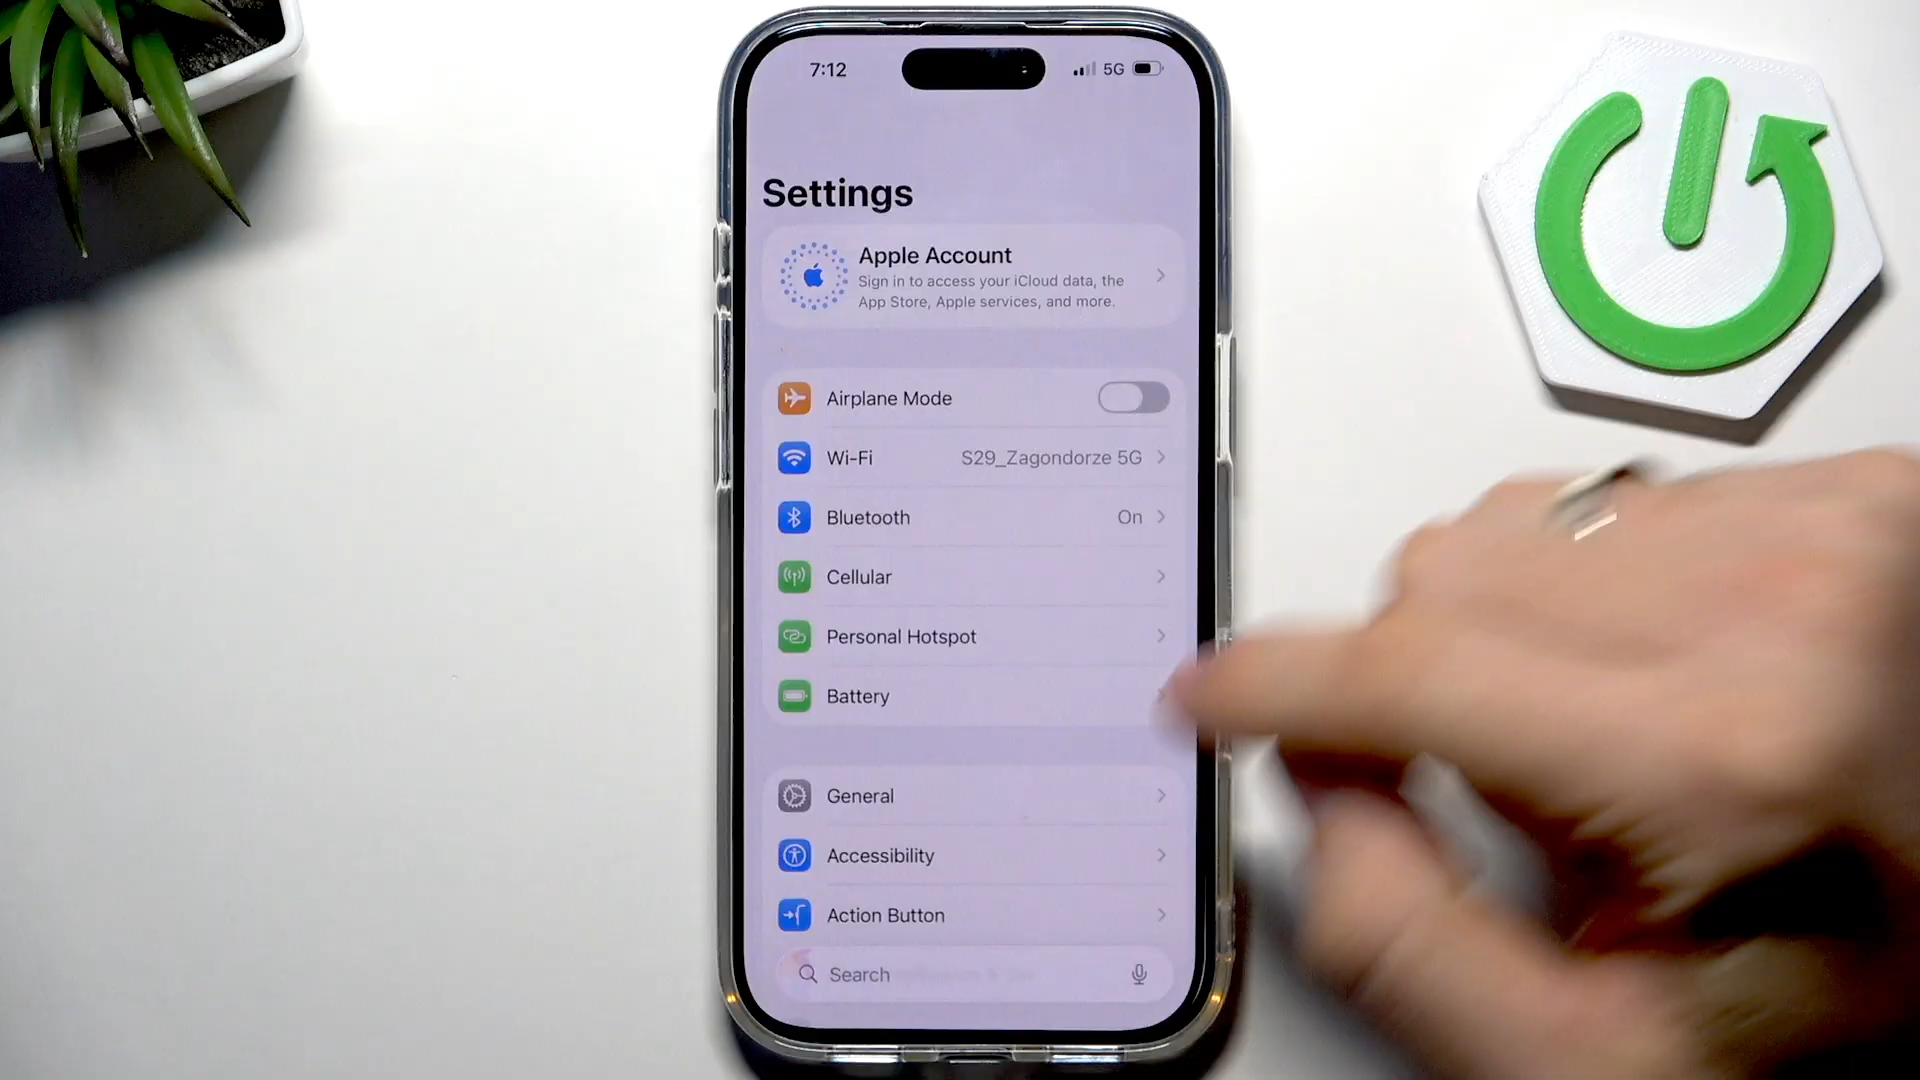 7:12
5G
Settings
Apple Account
Sign in to access your iCloud data, the
App Store, Apple services, and more.
Airplane Mode
Wi-Fi
S29_Zagondorze 5G
Bluetooth
On
Cellular
Personal Hotspot
Battery
General
Accessibility
Action Button
Search